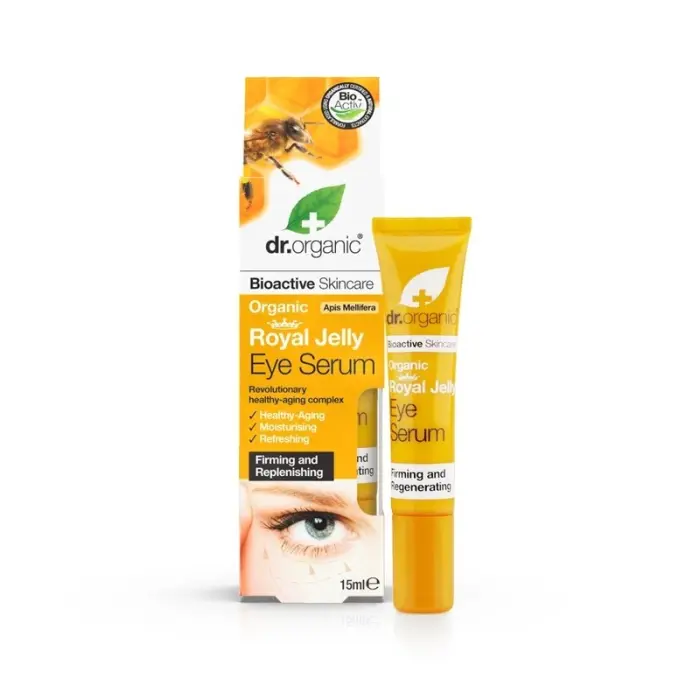 Bio
Activ
dr.organic®
Bioactive Skincare
Organic
Apis Mellifera
Royal Jelly
Eye Serum
Revolutionary
healthy-aging complex
✓ Healthy-Aging
✓ Moisturising
✓ Refreshing
Firming and
Replenishing
15ml℮
dr.organic
Bioactive Skincare
Organic
Royal Jelly
Eye
Serum
Firming and
Regenerating